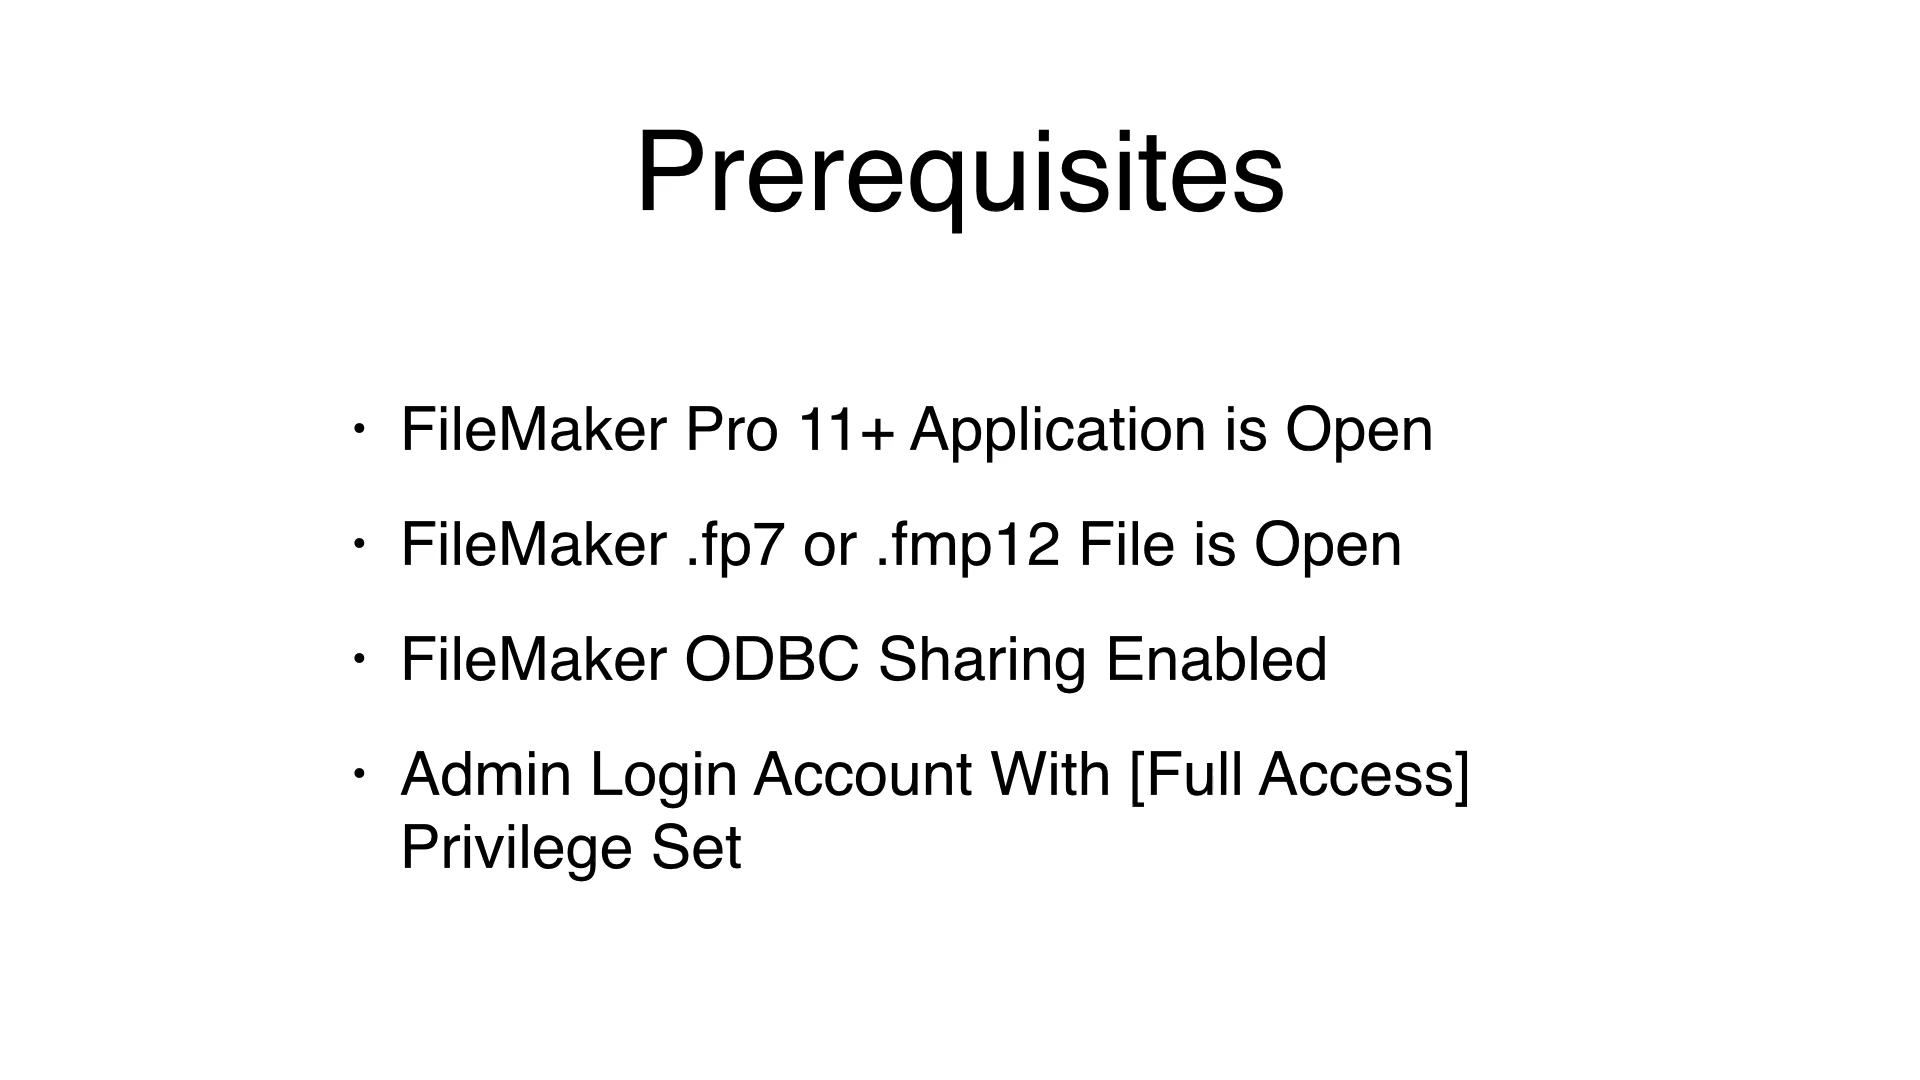 Prerequisites
• FileMaker Pro 11+ Application is Open
• FileMaker .fp7 or .fmp12 File is Open
• FileMaker ODBC Sharing Enabled
• Admin Login Account With [Full Access]
Privilege Set